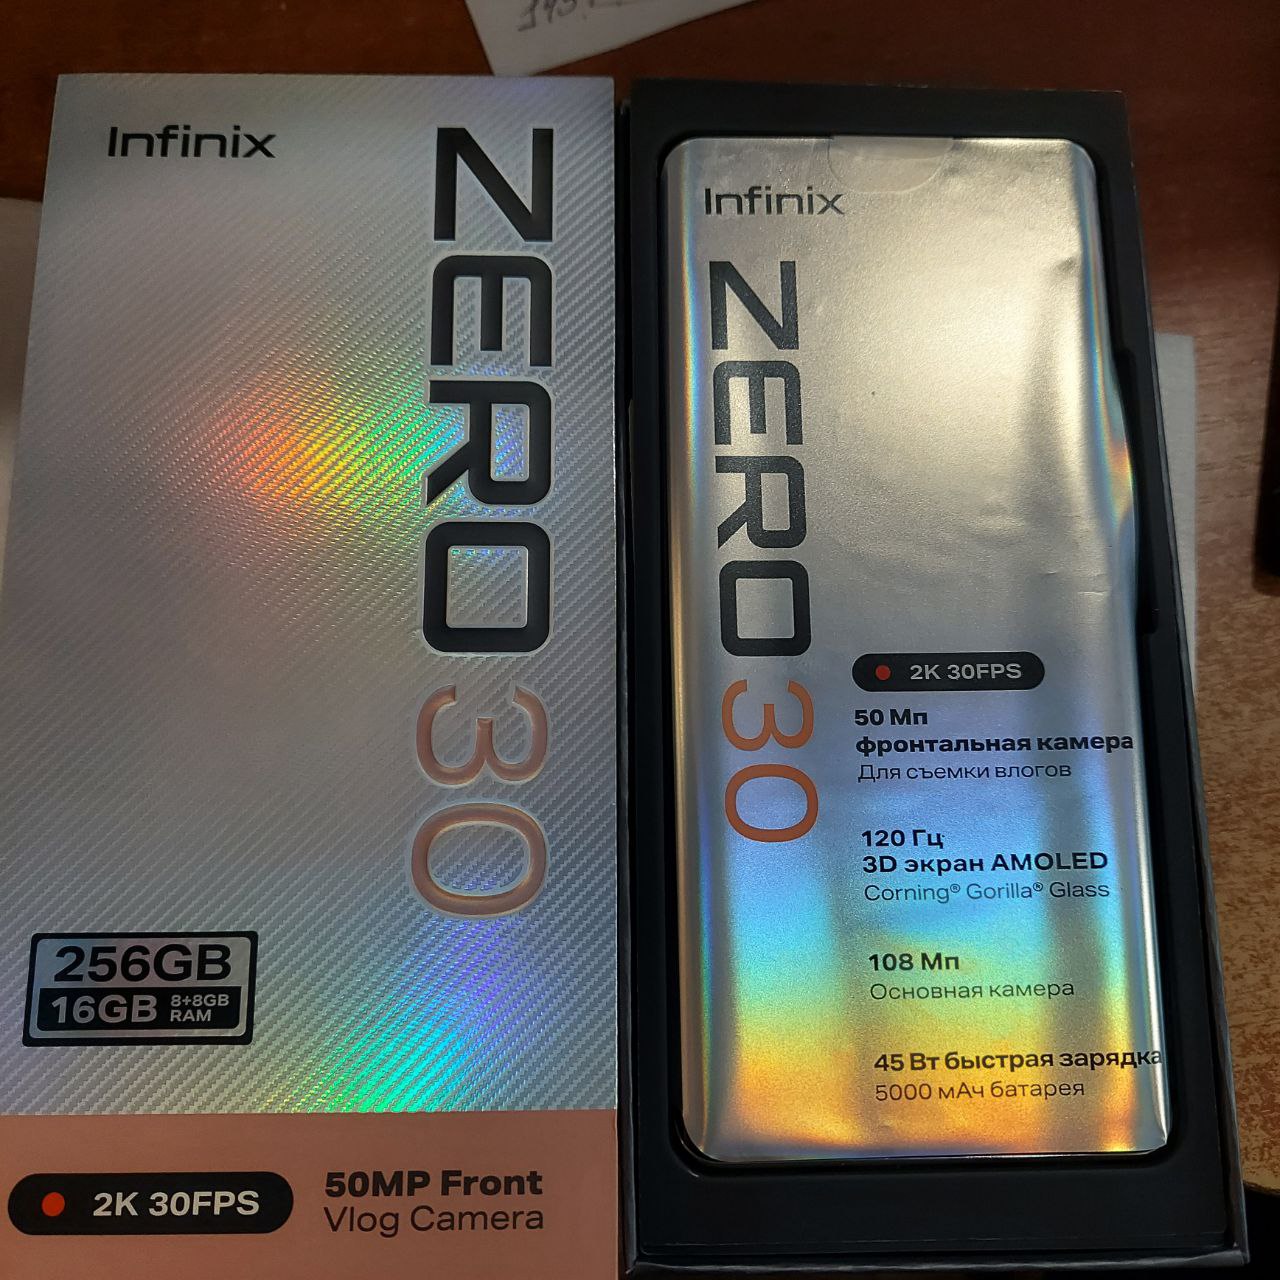 Infinix
ZERO 30
256GB
16GB 8+8GB
RAM
2K 30FPS
50MP Front
Vlog Camera
Infinix
ZERO 30
2K 30FPS
50 Мп
фронтальная камера
Для съемки влогов
120 Гц
3D экран AMOLED
Corning® Gorilla® Glass
108 Мп
Основная камера
45 Вт быстрая зарядка
5000 мАч батарея